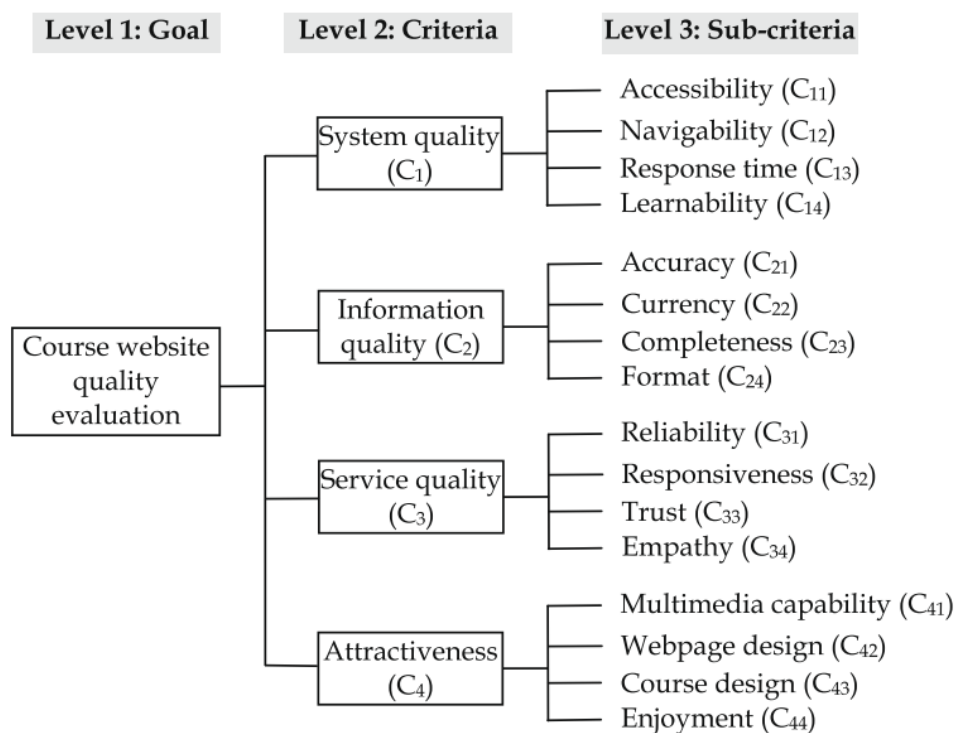 Level 1: Goal
Level 2: Criteria
Level 3: Sub-criteria
Course website
quality
evaluation
System quality
(C₁)
Accessibility (C₁₁)
Navigability (C₁₂)
Response time (C₁₃)
Learnability (C₁₄)
Information
quality (C₂)
Accuracy (C₂₁)
Currency (C₂₂)
Completeness (C₂₃)
Format (C₂₄)
Service quality
(C₃)
Reliability (C₃₁)
Responsiveness (C₃₂)
Trust (C₃₃)
Empathy (C₃₄)
Attractiveness
(C₄)
Multimedia capability (C₄₁)
Webpage design (C₄₂)
Course design (C₄₃)
Enjoyment (C₄₄)